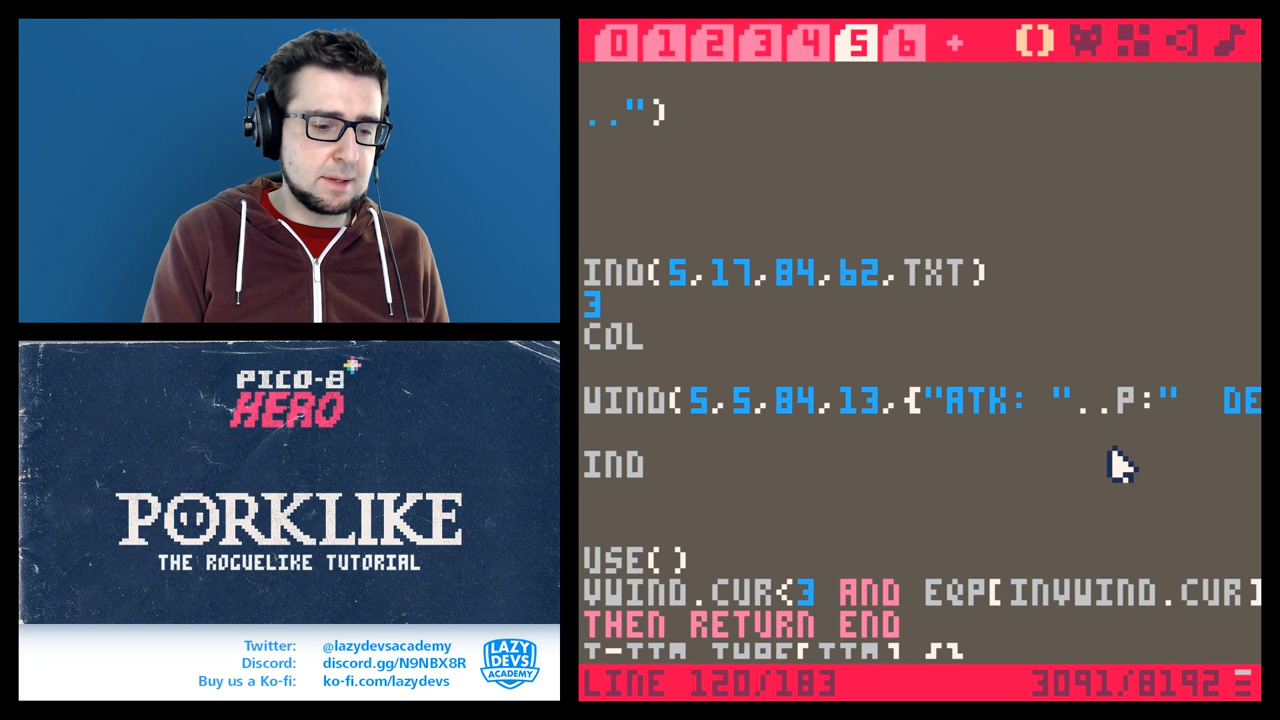 0 1 2 3 4 5 6 +
..")
IND(5,17,84,62,TXT)
3
COL
WIND(5,5,84,13,{"ATK: "..P:"  DE
IND
USE()
VWIND.CUR<3 AND EQP[INVWIND.CUR]
THEN RETURN END
LINE 120/183 3091/8192
PICO-8
HERO
PORKLIKE
THE ROGUELIKE TUTORIAL
Twitter: @lazydevsacademy
Discord: discord.gg/N9NBX8R
Buy us a Ko-fi: ko-fi.com/lazydevs
LAZY
DEVS
ACADEMY